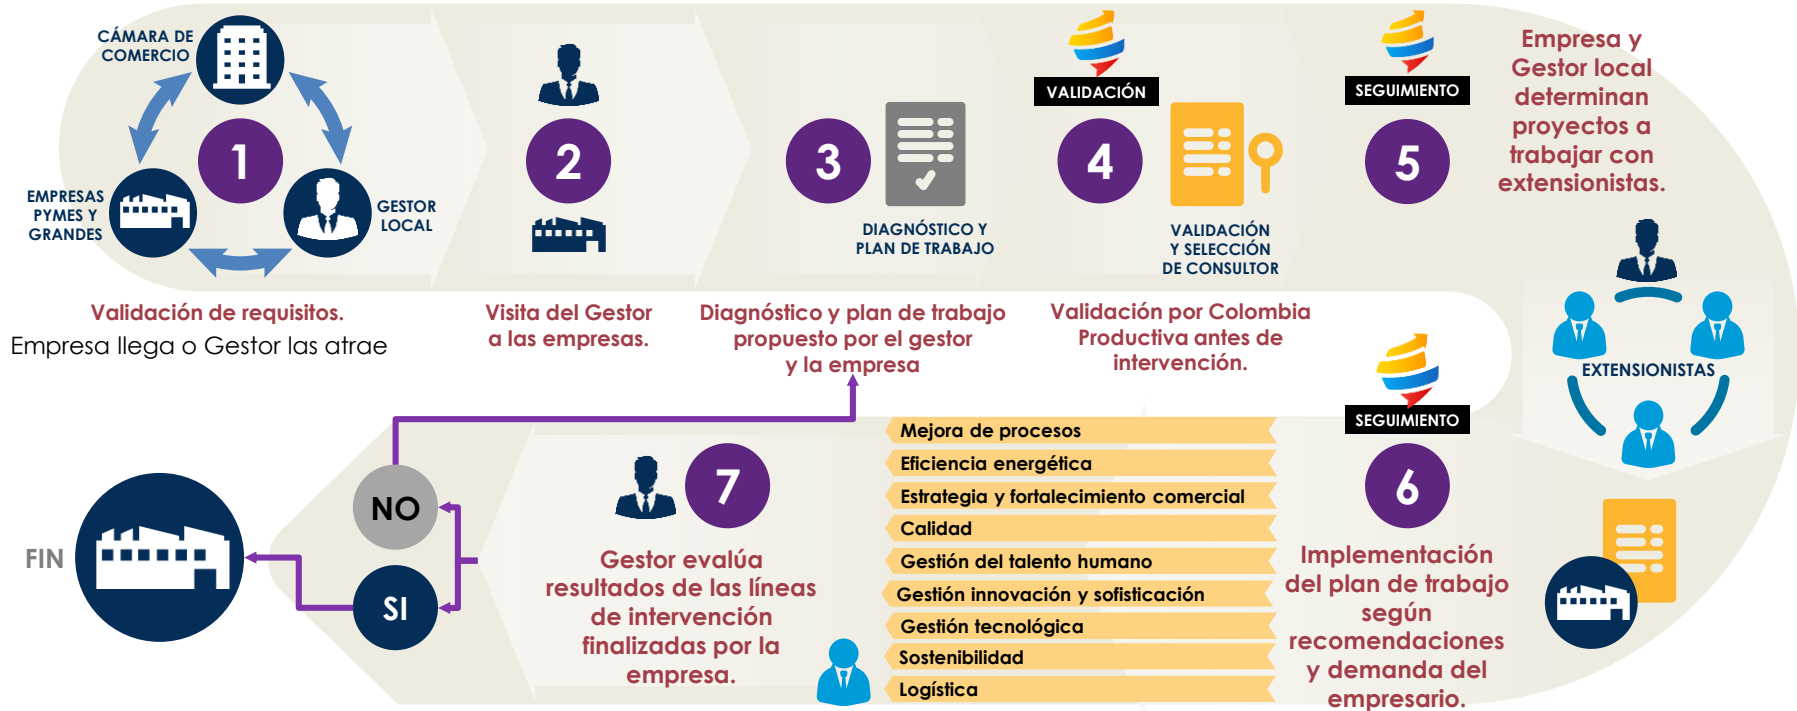 CÁMARA DE
COMERCIO
1
EMPRESAS
PYMES Y
GRANDES
GESTOR
LOCAL
Validación de requisitos.
Empresa llega o Gestor las atrae
2
Visita del Gestor
a las empresas.
3
DIAGNÓSTICO Y
PLAN DE TRABAJO
Diagnóstico y plan de trabajo
propuesto por el gestor
y la empresa
VALIDACIÓN
4
VALIDACIÓN
Y SELECCIÓN
DE CONSULTOR
Validación por Colombia
Productiva antes de
intervención.
SEGUIMIENTO
5
Empresa y
Gestor local
determinan
proyectos a
trabajar con
extensionistas.
EXTENSIONISTAS
SEGUIMIENTO
6
Implementación
del plan de trabajo
según
recomendaciones
y demanda del
empresario.
Mejora de procesos
Eficiencia energética
Estrategia y fortalecimiento comercial
Calidad
Gestión del talento humano
Gestión innovación y sofisticación
Gestión tecnológica
Sostenibilidad
Logística
7
Gestor evalúa
resultados de las líneas
de intervención
finalizadas por la
empresa.
NO
SI
FIN